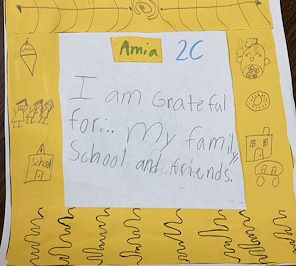 Amia 2C
I am Grateful
for... my family
School and friends.
School